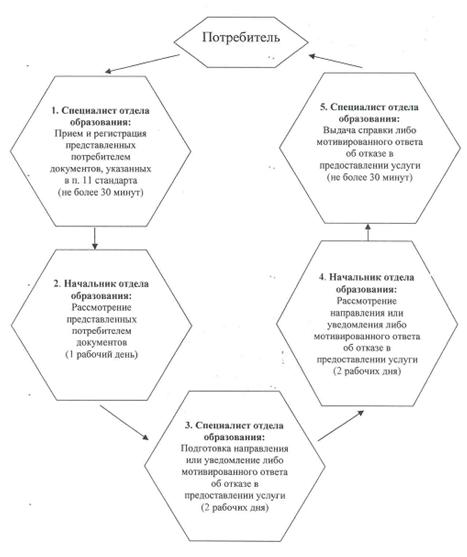 Потребитель
1. Специалист отдела
образования:
Прием и регистрация
представленных
потребителем
документов, указанных
в п. 11 стандарта
(не более 30 минут)
2. Начальник отдела
образования:
Рассмотрение
представленных
потребителем
документов
(1 рабочий день)
3. Специалист отдела
образования:
Подготовка направления
или уведомление либо
мотивированного ответа
об отказе в
предоставлении услуги
(2 рабочих дня)
4. Начальник отдела
образования:
Рассмотрение
направления или
уведомления либо
мотивированного ответа
об отказе в
предоставлении услуги
(2 рабочих дня)
5. Специалист отдела
образования:
Выдача справки либо
мотивированного ответа
об отказе в
предоставлении услуги
(не более 30 минут)